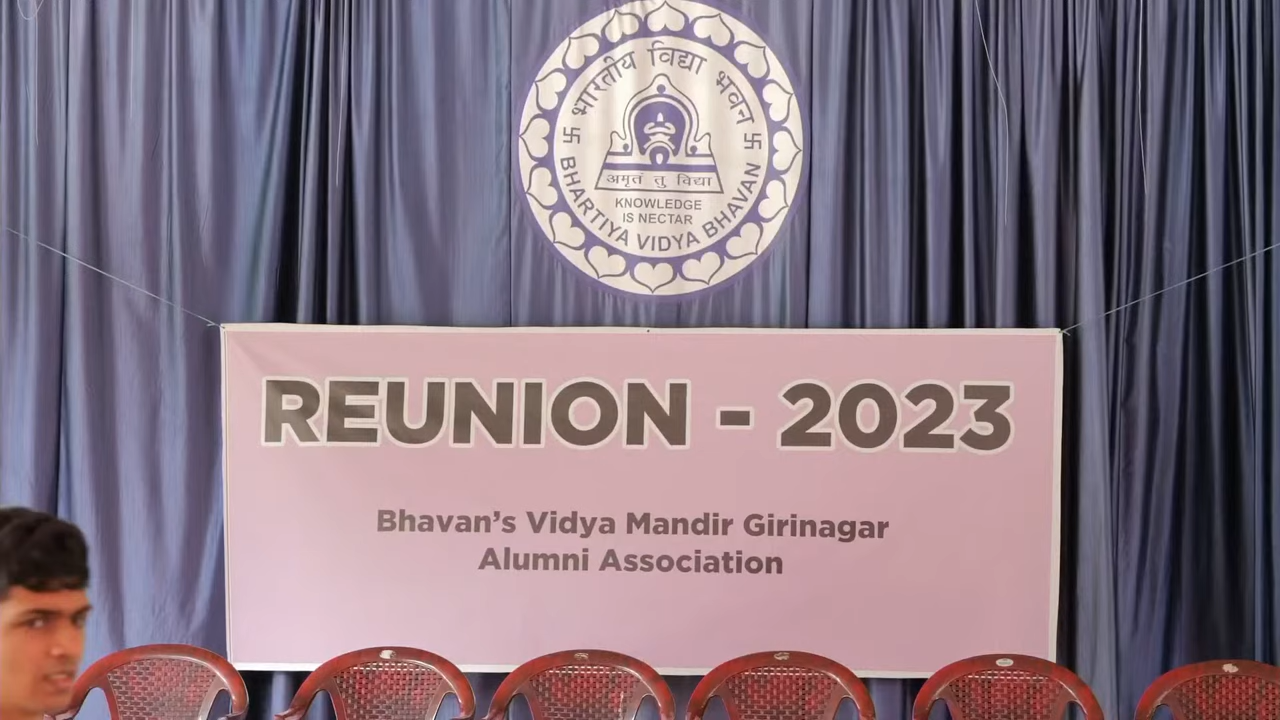 भारतीय विद्या भवन
अमृतं तु विद्या
KNOWLEDGE
IS NECTAR
BHARTIYA VIDYA BHAVAN
REUNION - 2023
Bhavan's Vidya Mandir Girinagar
Alumni Association